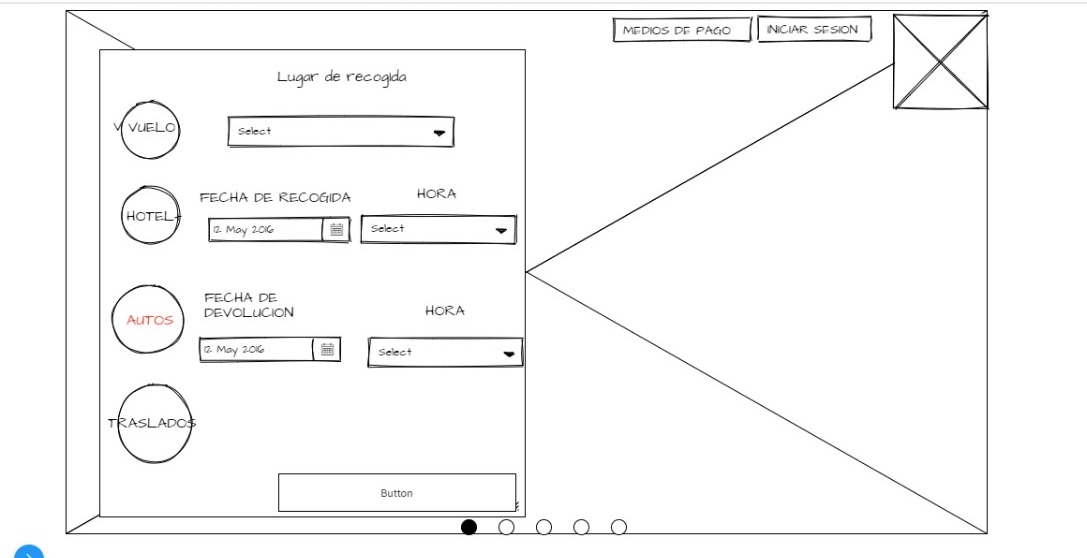 MEDIOS DE PAGO
INICIAR SESION
Lugar de recogida
V VUELO
Select
HOTEL
FECHA DE RECOGIDA
HORA
12 May 2016
Select
AUTOS
FECHA DE
DEVOLUCION
HORA
12 May 2016
Select
TRASLADOS
Button